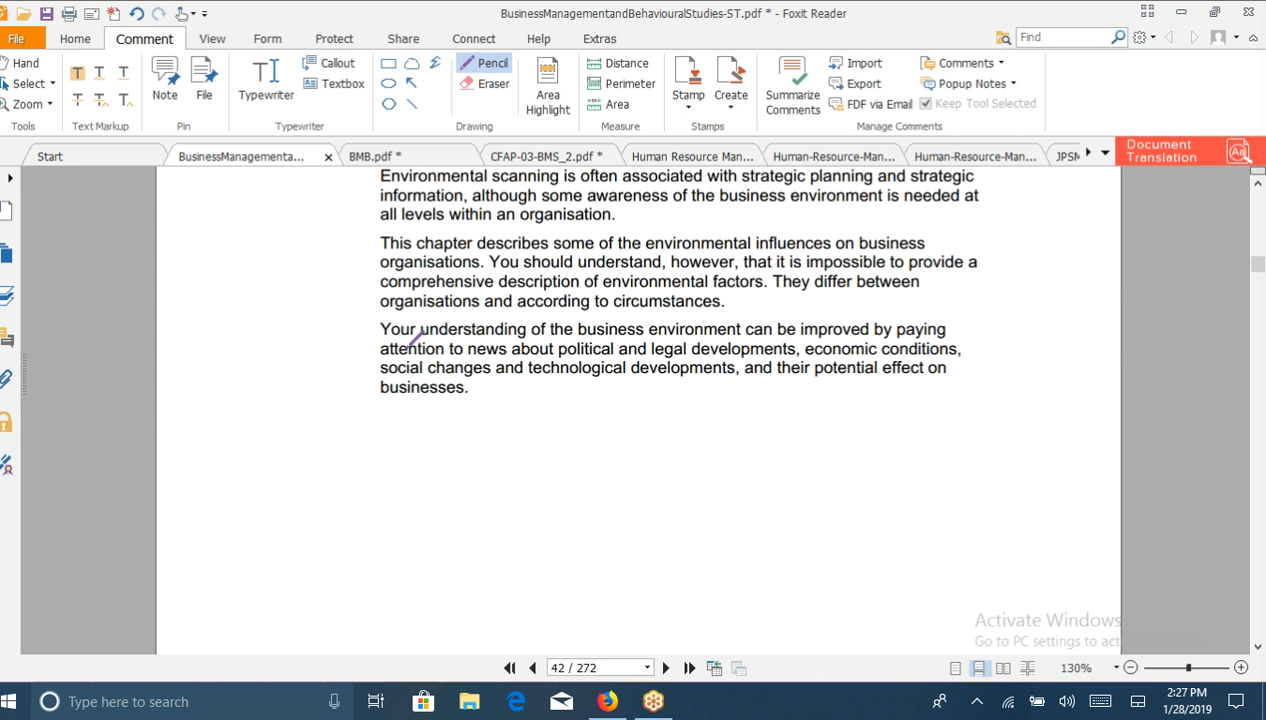 BusinessManagementandBehaviouralStudies-ST.pdf * - Foxit Reader
File Home Comment View Form Protect Share Connect Help Extras Find
Hand
Select
Zoom
Tools
Text Markup
Note File
Pin
Typewriter
Callout
Textbox
Typewriter
Pencil
Eraser
Area Highlight
Drawing
Distance
Perimeter
Area
Measure
Stamp Create
Stamps
Summarize Comments
Import
Export
FDF via Email
Comments
Popup Notes
Keep Tool Selected
Manage Comments
Start BusinessManagementa... BMB.pdf * CFAP-03-BMS_2.pdf * Human Resource Man... Human-Resource-Man... Human-Resource-Man... JPSM
Document Translation
Environmental scanning is often associated with strategic planning and strategic
information, although some awareness of the business environment is needed at
all levels within an organisation.
This chapter describes some of the environmental influences on business
organisations. You should understand, however, that it is impossible to provide a
comprehensive description of environmental factors. They differ between
organisations and according to circumstances.
Your understanding of the business environment can be improved by paying
attention to news about political and legal developments, economic conditions,
social changes and technological developments, and their potential effect on
businesses.
Activate Windows
Go to PC settings to act
42 / 272 130%
Type here to search
2:27 PM
1/28/2019